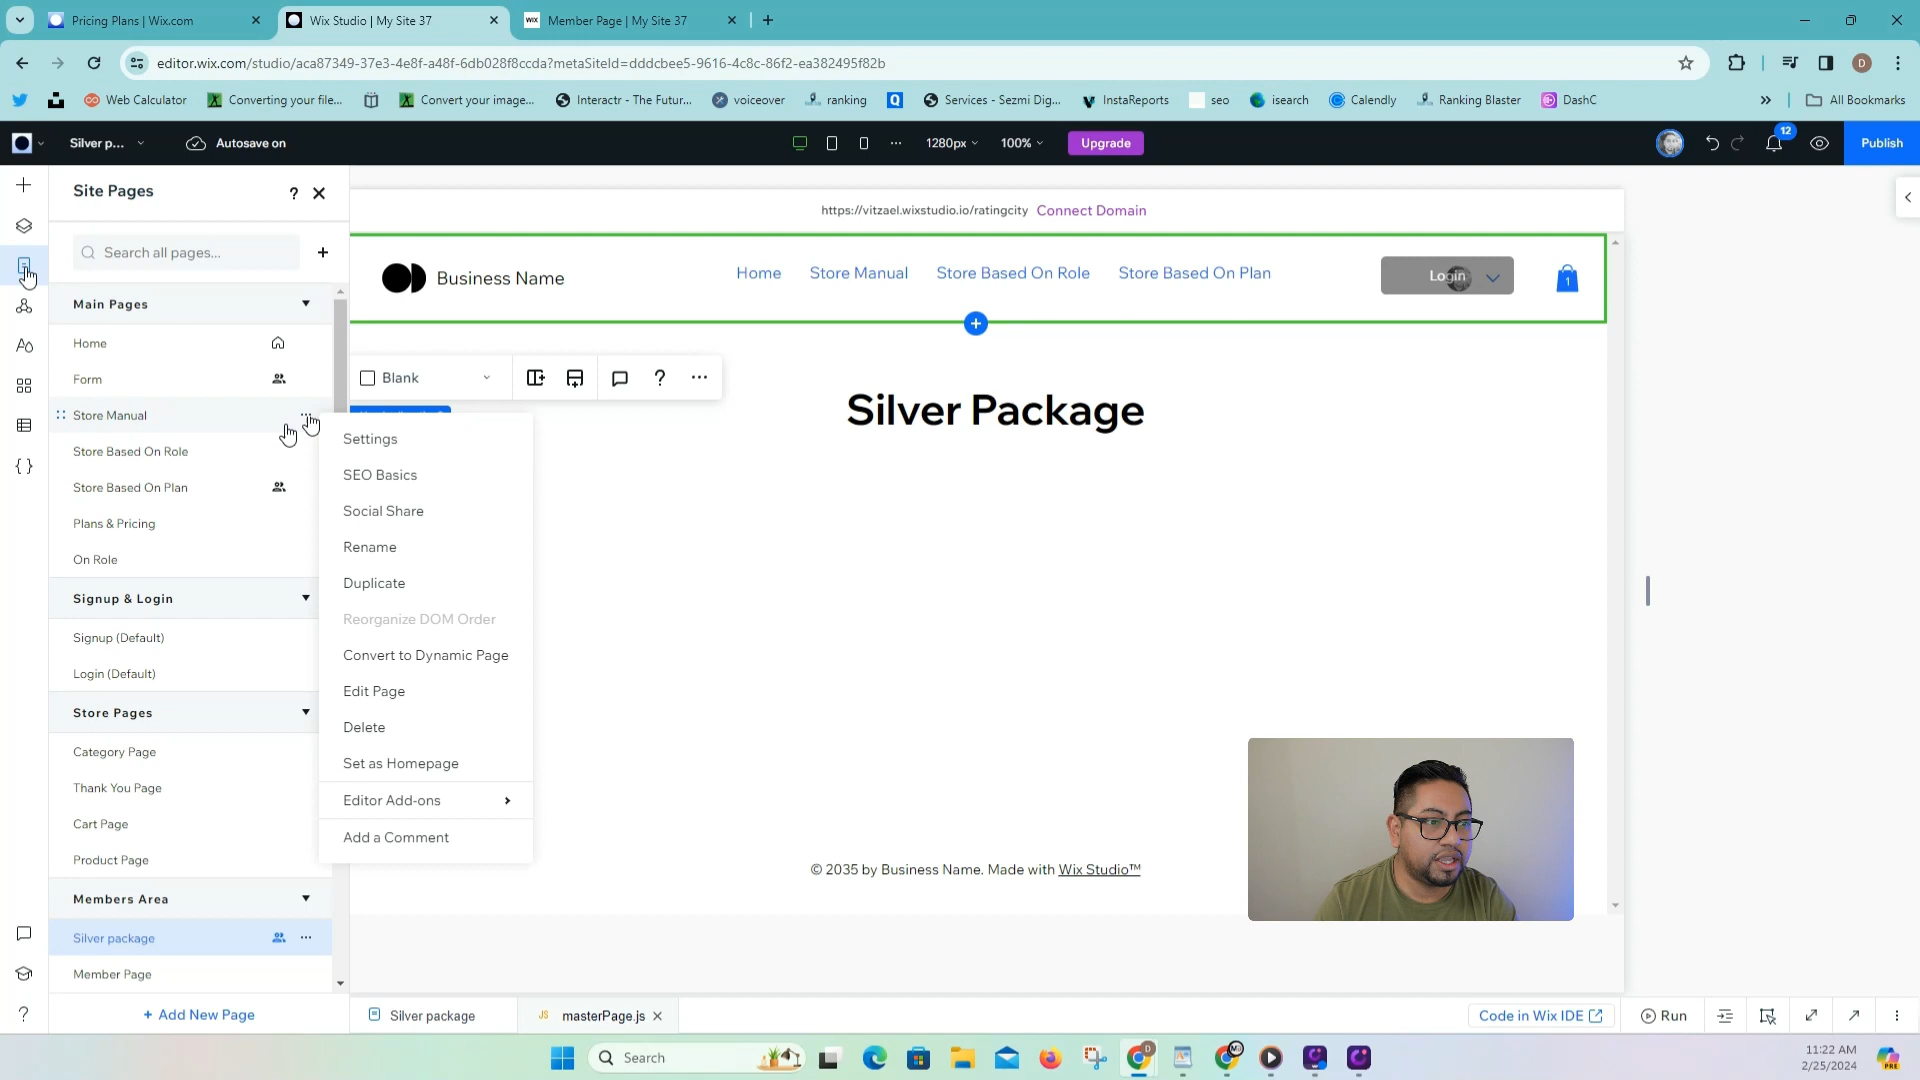 Pricing Plans | Wix.com
Wix Studio | My Site 37
WIX Member Page | My Site 37
editor.wix.com/studio/aca87349-37e3-4e8f-a48f-6db028f8ccda?metaSiteId=dddcbee5-9616-4c8c-86f2-ea382495f82b
D
Web Calculator
Converting your file...
Convert your image...
Interactr - The Futur...
voiceover
ranking
Services - Sezmi Dig...
InstaReports
seo
isearch
Calendly
Ranking Blaster
DashC
»
All Bookmarks
Silver p...
Autosave on
1280px
100%
Upgrade
12
Publish
Site Pages
?
Search all pages...
Main Pages
Home
Form
Store Manual
Store Based On Role
Store Based On Plan
Plans & Pricing
On Role
Signup & Login
Signup (Default)
Login (Default)
Store Pages
Category Page
Thank You Page
Cart Page
Product Page
Members Area
Silver package
Member Page
+ Add New Page
Settings
SEO Basics
Social Share
Rename
Duplicate
Reorganize DOM Order
Convert to Dynamic Page
Edit Page
Delete
Set as Homepage
Editor Add-ons
Add a Comment
https://vitzael.wixstudio.io/ratingcity Connect Domain
Business Name
Home
Store Manual
Store Based On Role
Store Based On Plan
Login
1
Blank
?
Silver Package
© 2035 by Business Name. Made with Wix Studio™
Silver package
JS masterPage.js
Code in Wix IDE
Run
?
Search
D
11:22 AM
2/25/2024
PRE